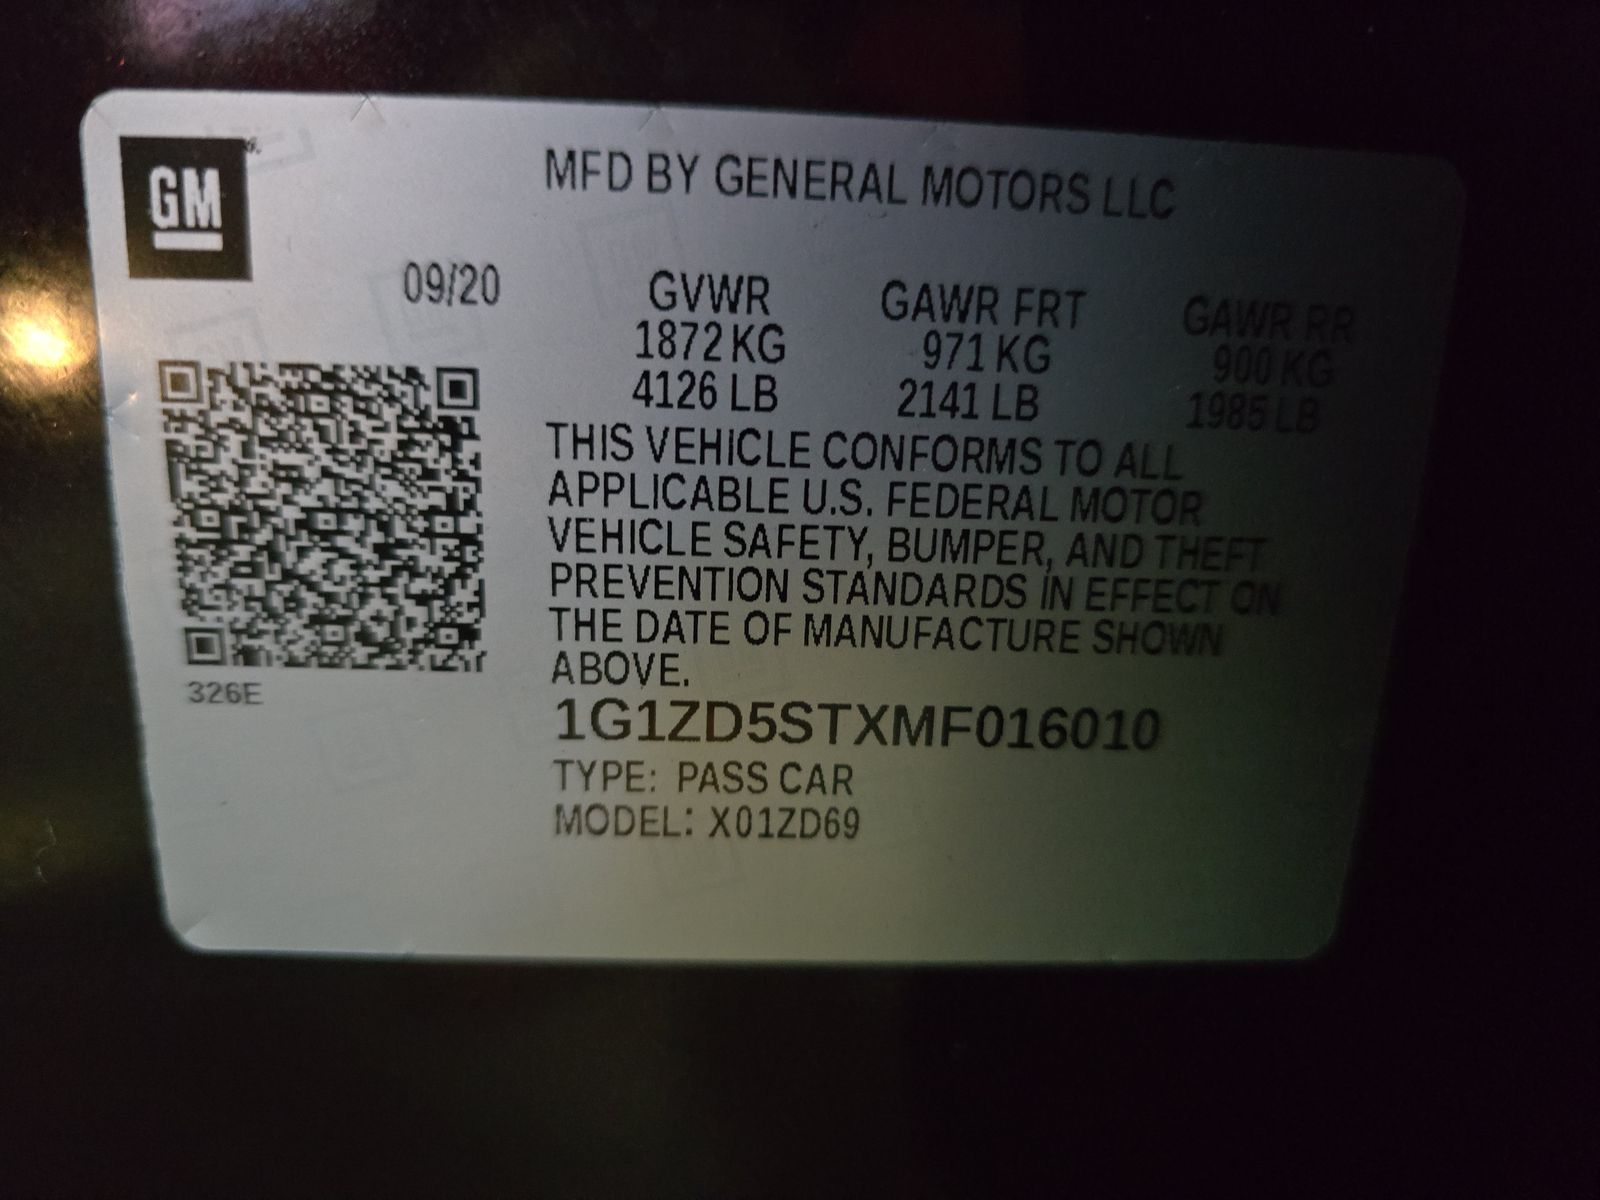 GM
MFD BY GENERAL MOTORS LLC
09/20
GVWR GAWR FRT GAWR RR
1872 KG 971 KG 900 KG
4126 LB 2141 LB 1985 LB
THIS VEHICLE CONFORMS TO ALL
APPLICABLE U.S. FEDERAL MOTOR
VEHICLE SAFETY, BUMPER, AND THEFT
PREVENTION STANDARDS IN EFFECT ON
THE DATE OF MANUFACTURE SHOWN
ABOVE.
326E
1G1ZD5STXMF016010
TYPE: PASS CAR
MODEL: X01ZD69